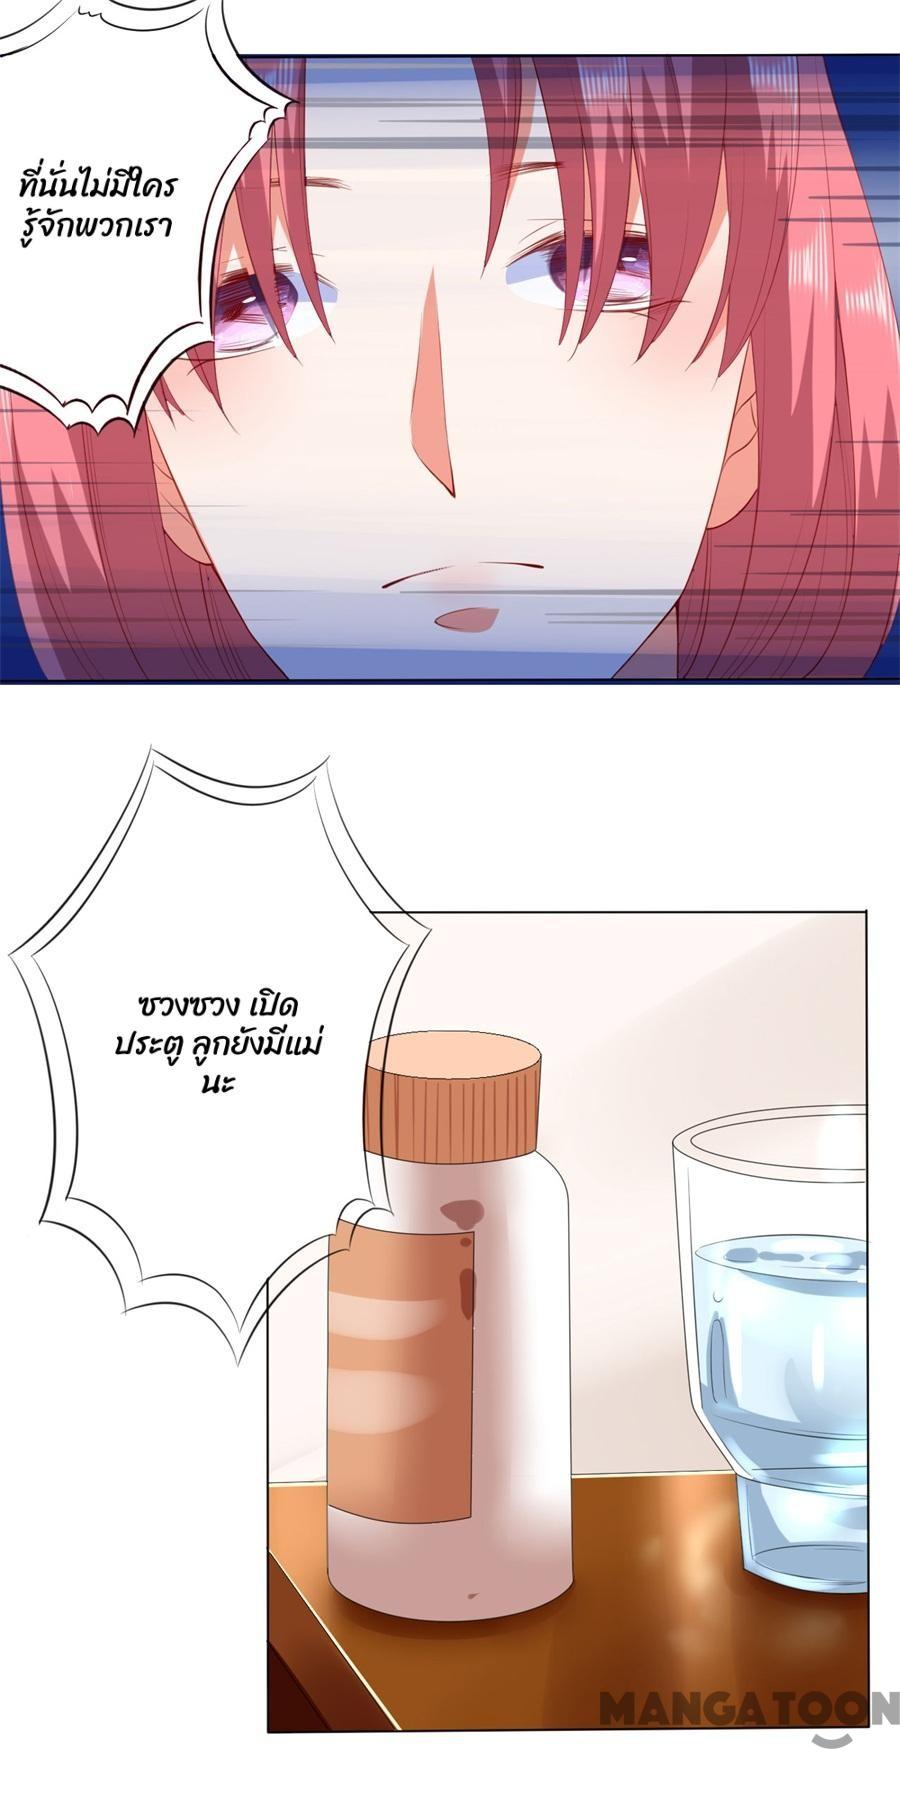 ที่นั่นไม่มีใคร
รู้จักพวกเรา
ซวงซวง เปิด
ประตู ลูกยังมีแม่
นะ
MANGATOON